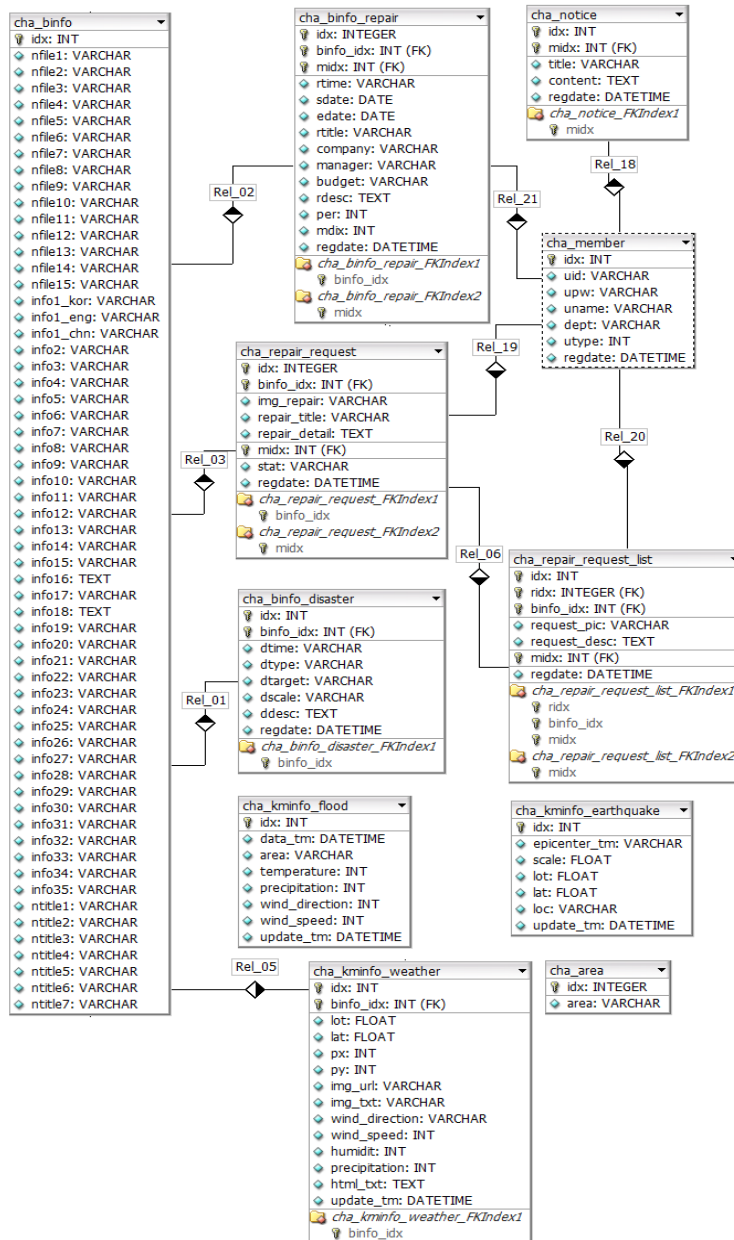 cha_binfo
idx: INT
nfile1: VARCHAR
nfile2: VARCHAR
nfile3: VARCHAR
nfile4: VARCHAR
nfile5: VARCHAR
nfile6: VARCHAR
nfile7: VARCHAR
nfile8: VARCHAR
nfile9: VARCHAR
nfile10: VARCHAR
nfile11: VARCHAR
nfile12: VARCHAR
nfile13: VARCHAR
nfile14: VARCHAR
nfile15: VARCHAR
info1_kor: VARCHAR
info1_eng: VARCHAR
info1_chn: VARCHAR
info2: VARCHAR
info3: VARCHAR
info4: VARCHAR
info5: VARCHAR
info6: VARCHAR
info7: VARCHAR
info8: VARCHAR
info9: VARCHAR
info10: VARCHAR
info11: VARCHAR
info12: VARCHAR
info13: VARCHAR
info14: VARCHAR
info15: VARCHAR
info16: TEXT
info17: VARCHAR
info18: TEXT
info19: VARCHAR
info20: VARCHAR
info21: VARCHAR
info22: VARCHAR
info23: VARCHAR
info24: VARCHAR
info25: VARCHAR
info26: VARCHAR
info27: VARCHAR
info28: VARCHAR
info29: VARCHAR
info30: VARCHAR
info31: VARCHAR
info32: VARCHAR
info33: VARCHAR
info34: VARCHAR
info35: VARCHAR
ntitle1: VARCHAR
ntitle2: VARCHAR
ntitle3: VARCHAR
ntitle4: VARCHAR
ntitle5: VARCHAR
ntitle6: VARCHAR
ntitle7: VARCHAR
Rel_02
Rel_03
Rel_01
Rel_05
cha_binfo_repair
idx: INTEGER
binfo_idx: INT (FK)
midx: INT (FK)
rtime: VARCHAR
sdate: DATE
edate: DATE
rtitle: VARCHAR
company: VARCHAR
manager: VARCHAR
budget: VARCHAR
rdesc: TEXT
per: INT
mdix: INT
regdate: DATETIME
cha_binfo_repair_FKIndex1
binfo_idx
cha_binfo_repair_FKIndex2
midx
cha_repair_request
idx: INTEGER
binfo_idx: INT (FK)
img_repair: VARCHAR
repair_title: VARCHAR
repair_detail: TEXT
midx: INT (FK)
stat: VARCHAR
regdate: DATETIME
cha_repair_request_FKIndex1
binfo_idx
cha_repair_request_FKIndex2
midx
cha_binfo_disaster
idx: INT
binfo_idx: INT (FK)
dtime: VARCHAR
dtype: VARCHAR
dtarget: VARCHAR
dscale: VARCHAR
ddesc: TEXT
regdate: DATETIME
cha_binfo_disaster_FKIndex1
binfo_idx
cha_kminfo_flood
idx: INT
data_tm: DATETIME
area: VARCHAR
temperature: INT
precipitation: INT
wind_direction: INT
wind_speed: INT
update_tm: DATETIME
cha_kminfo_weather
idx: INT
binfo_idx: INT (FK)
lot: FLOAT
lat: FLOAT
px: INT
py: INT
img_url: VARCHAR
img_txt: VARCHAR
wind_direction: VARCHAR
wind_speed: INT
humidit: INT
precipitation: INT
html_txt: TEXT
update_tm: DATETIME
cha_kminfo_weather_FKIndex1
binfo_idx
Rel_21
Rel_19
Rel_06
cha_notice
idx: INT
midx: INT (FK)
title: VARCHAR
content: TEXT
regdate: DATETIME
cha_notice_FKIndex1
midx
Rel_18
cha_member
idx: INT
uid: VARCHAR
upw: VARCHAR
uname: VARCHAR
dept: VARCHAR
utype: INT
regdate: DATETIME
Rel_20
cha_repair_request_list
idx: INT
ridx: INTEGER (FK)
binfo_idx: INT (FK)
request_pic: VARCHAR
request_desc: TEXT
midx: INT (FK)
regdate: DATETIME
cha_repair_request_list_FKIndex1
ridx
binfo_idx
midx
cha_repair_request_list_FKIndex2
midx
cha_kminfo_earthquake
idx: INT
epicenter_tm: VARCHAR
scale: FLOAT
lot: FLOAT
lat: FLOAT
loc: VARCHAR
update_tm: DATETIME
cha_area
idx: INTEGER
area: VARCHAR